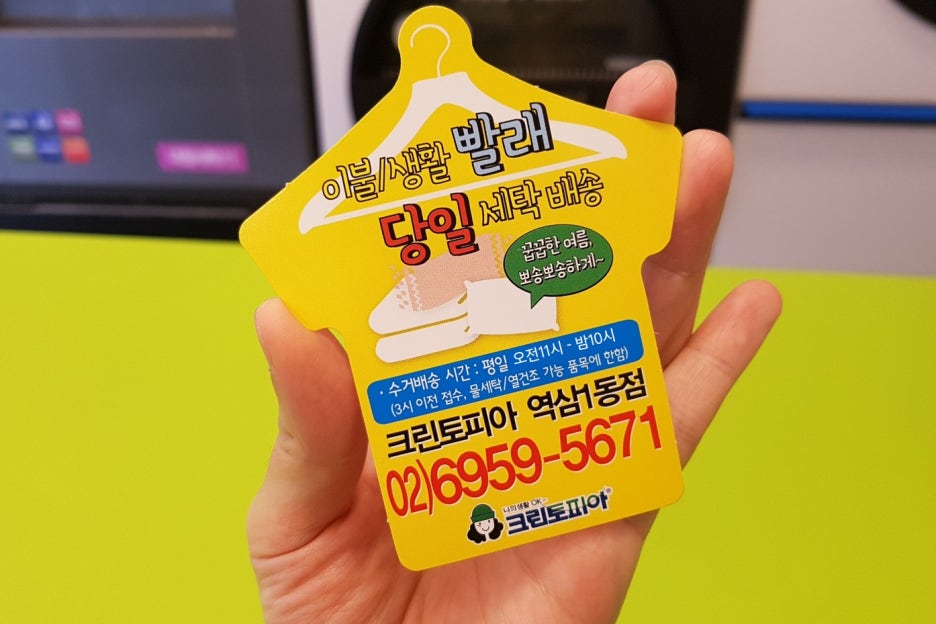 이불/생활 빨래
당일 세탁 배송
꿉꿉한 여름,
뽀송뽀송하게~
· 수거배송 시간 : 평일 오전11시 - 밤10시
(3시 이전 접수, 물세탁/열건조 가능 품목에 한함)
크린토피아 역삼1동점
02)6959-5671
나의생활 OK~
크린토피아®